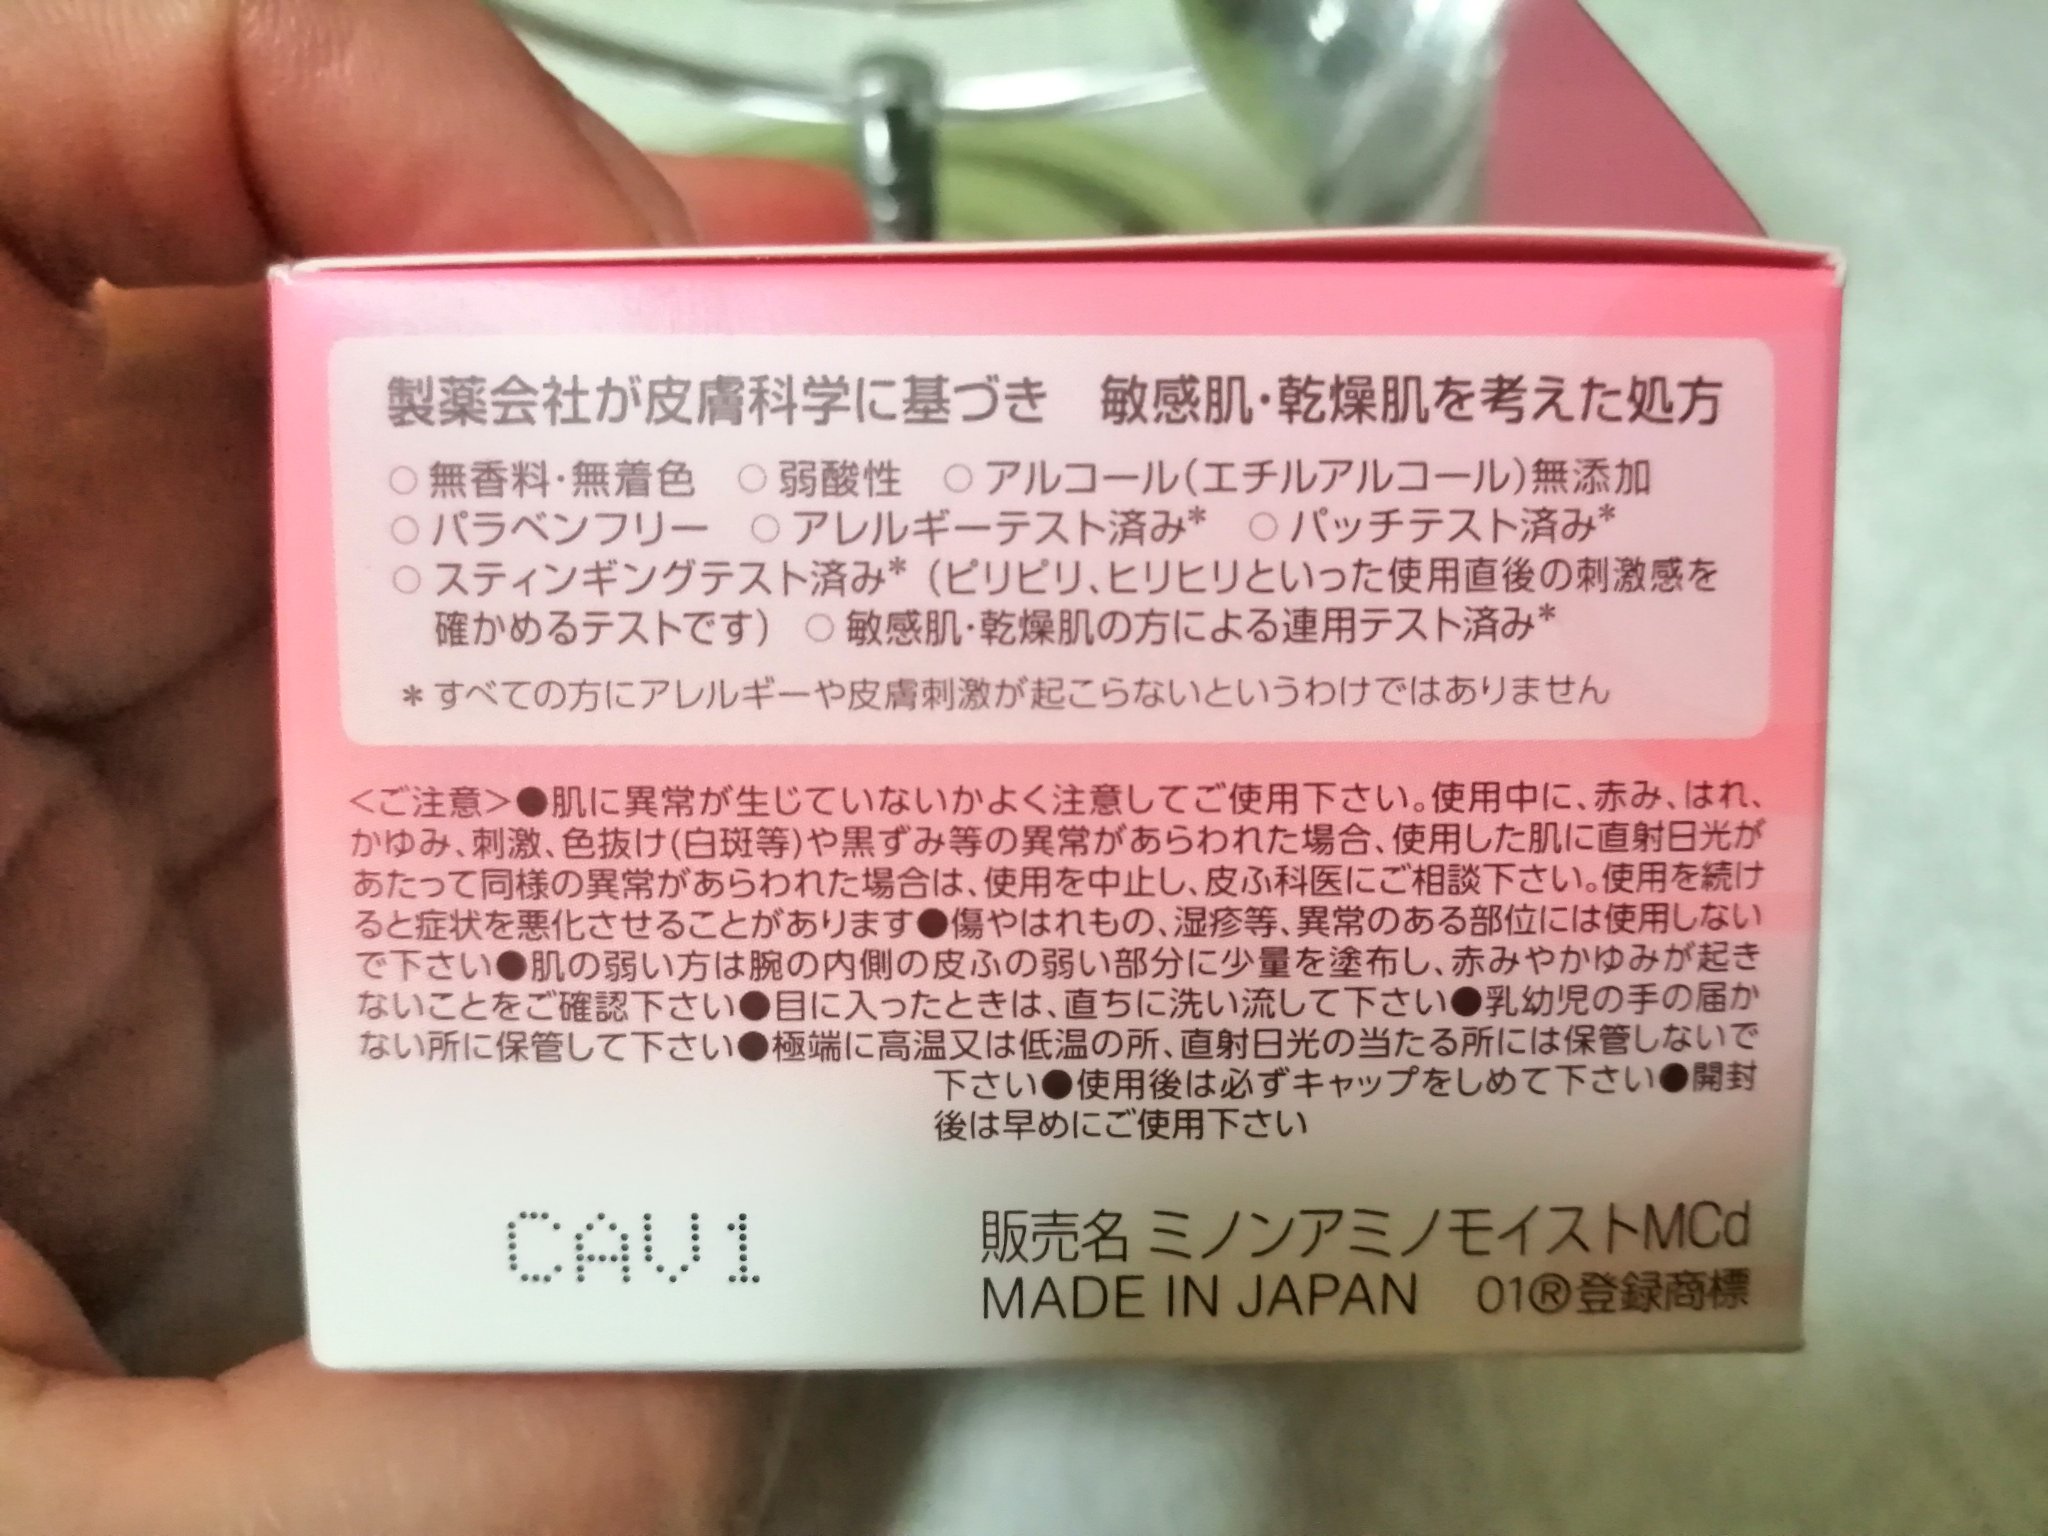 製薬会社が皮膚科学に基づき 敏感肌・乾燥肌を考えた処方
○ 無香料・無着色 ○ 弱酸性 ○ アルコール(エチルアルコール)無添加
○ パラベンフリー ○ アレルギーテスト済み* ○ パッチテスト済み*
○ スティンギングテスト済み*(ピリピリ、ヒリヒリといった使用直後の刺激感を
確かめるテストです) ○ 敏感肌・乾燥肌の方による連用テスト済み*
* すべての方にアレルギーや皮膚刺激が起こらないというわけではありません
<ご注意>●肌に異常が生じていないかよく注意してご使用下さい。使用中に、赤み、はれ、
かゆみ、刺激、色抜け(白斑等)や黒ずみ等の異常があらわれた場合、使用した肌に直射日光が
あたって同様の異常があらわれた場合は、使用を中止し、皮ふ科医にご相談下さい。使用を続け
ると症状を悪化させることがあります●傷やはれもの、湿疹等、異常のある部位には使用しない
で下さい●肌の弱い方は腕の内側の皮ふの弱い部分に少量を塗布し、赤みやかゆみが起き
ないことをご確認下さい●目に入ったときは、直ちに洗い流して下さい●乳幼児の手の届か
ない所に保管して下さい●極端に高温又は低温の所、直射日光の当たる所には保管しないで
下さい●使用後は必ずキャップをしめて下さい●開封
後は早めにご使用下さい
CAV1
販売名 ミノンアミノモイストMCd
MADE IN JAPAN 01®登録商標